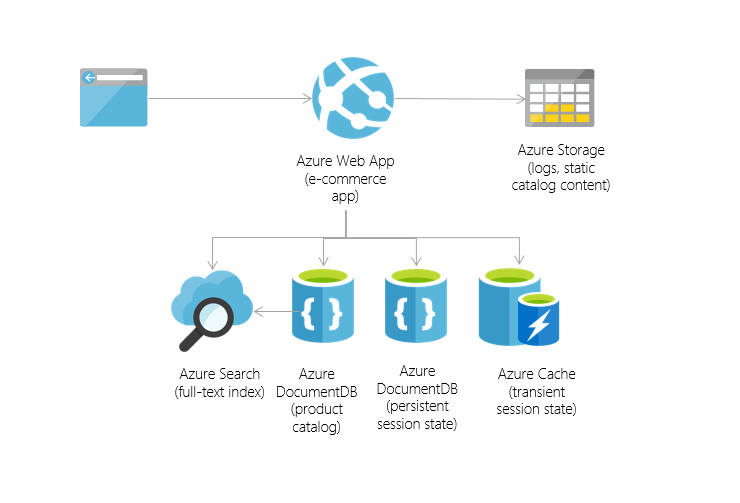 Azure Web App
(e-commerce
app)
Azure Storage
(logs, static
catalog content)
Azure Search
(full-text index)
{ }
Azure
DocumentDB
(product
catalog)
{ }
Azure
DocumentDB
(persistent
session state)
Azure Cache
(transient
session state)